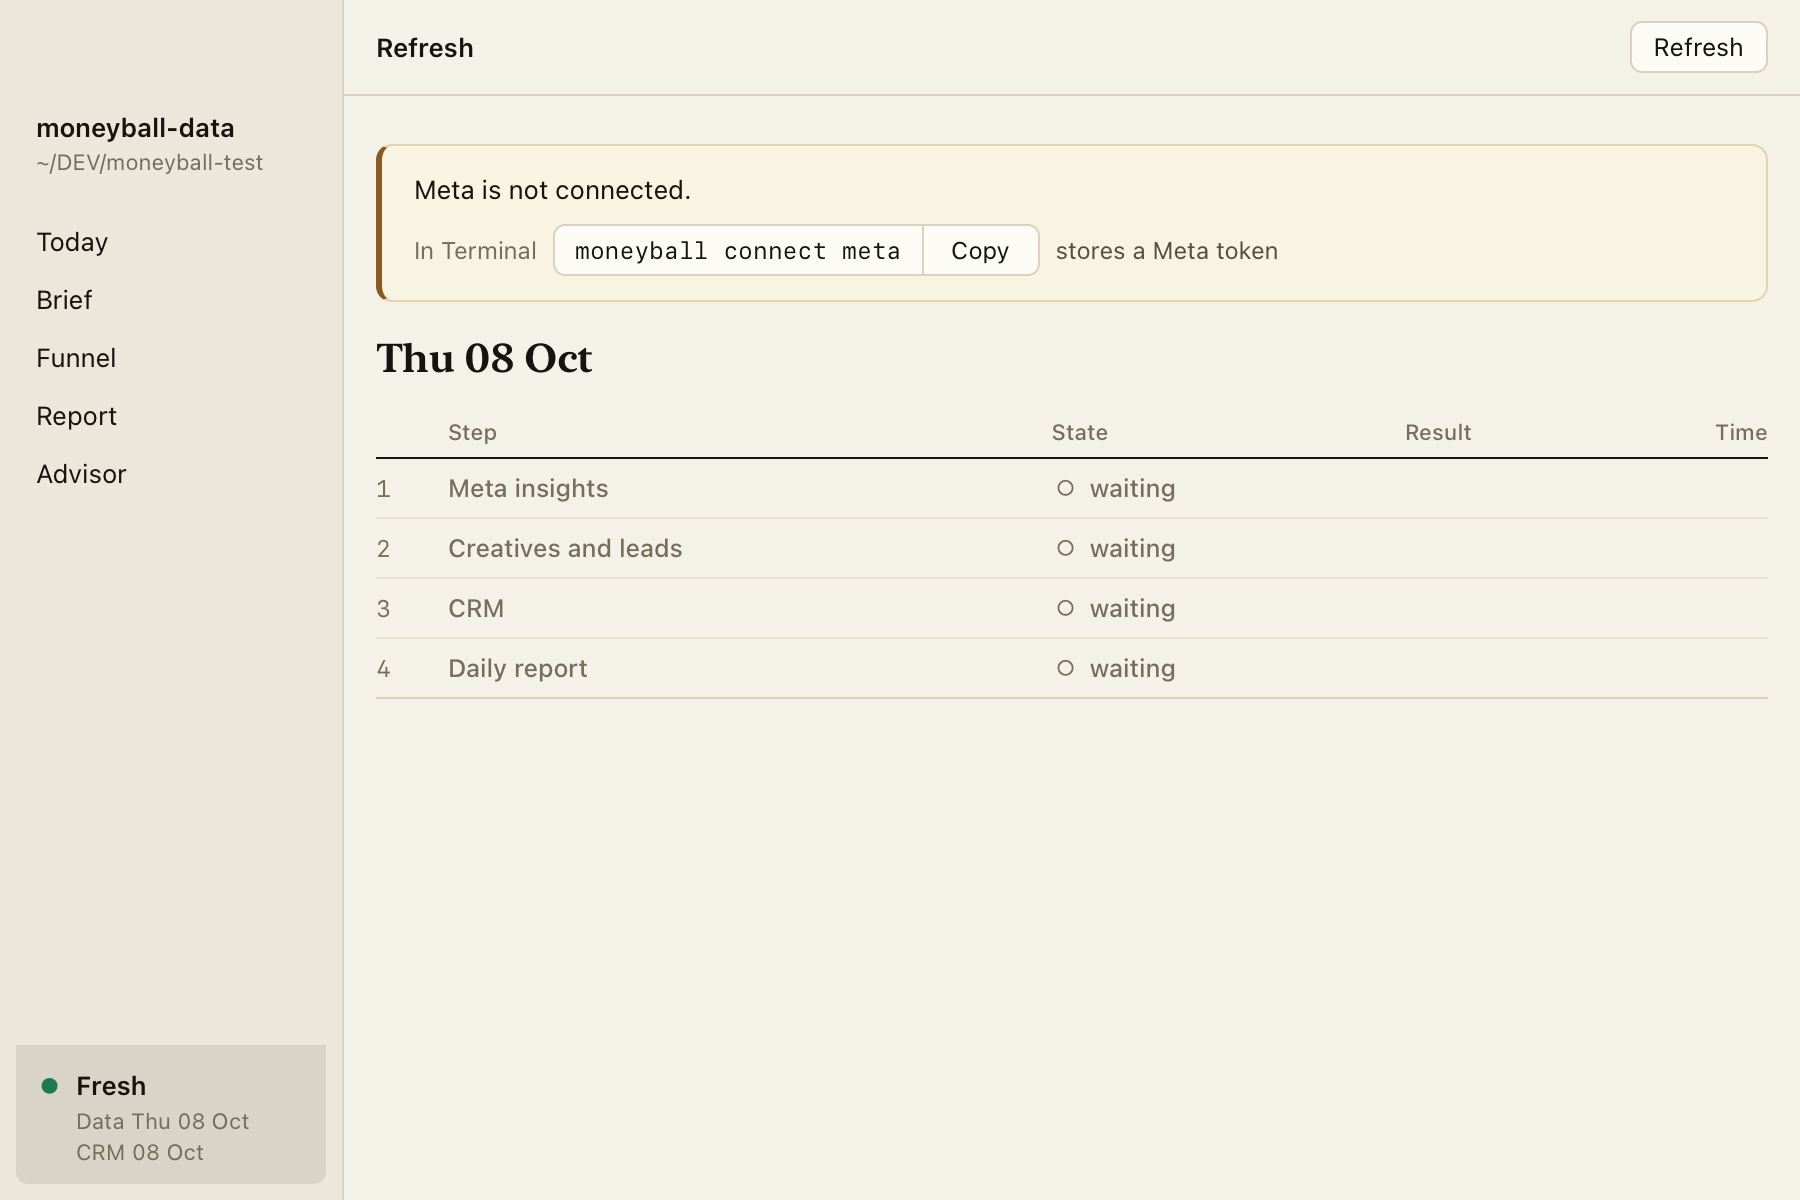 moneyball-data
~/DEV/moneyball-test
Today
Brief
Funnel
Report
Advisor
Fresh
Data Thu 08 Oct
CRM 08 Oct
Refresh
Refresh
Meta is not connected.
In Terminal moneyball connect meta Copy stores a Meta token
Thu 08 Oct
Step State Result Time
1 Meta insights waiting
2 Creatives and leads waiting
3 CRM waiting
4 Daily report waiting